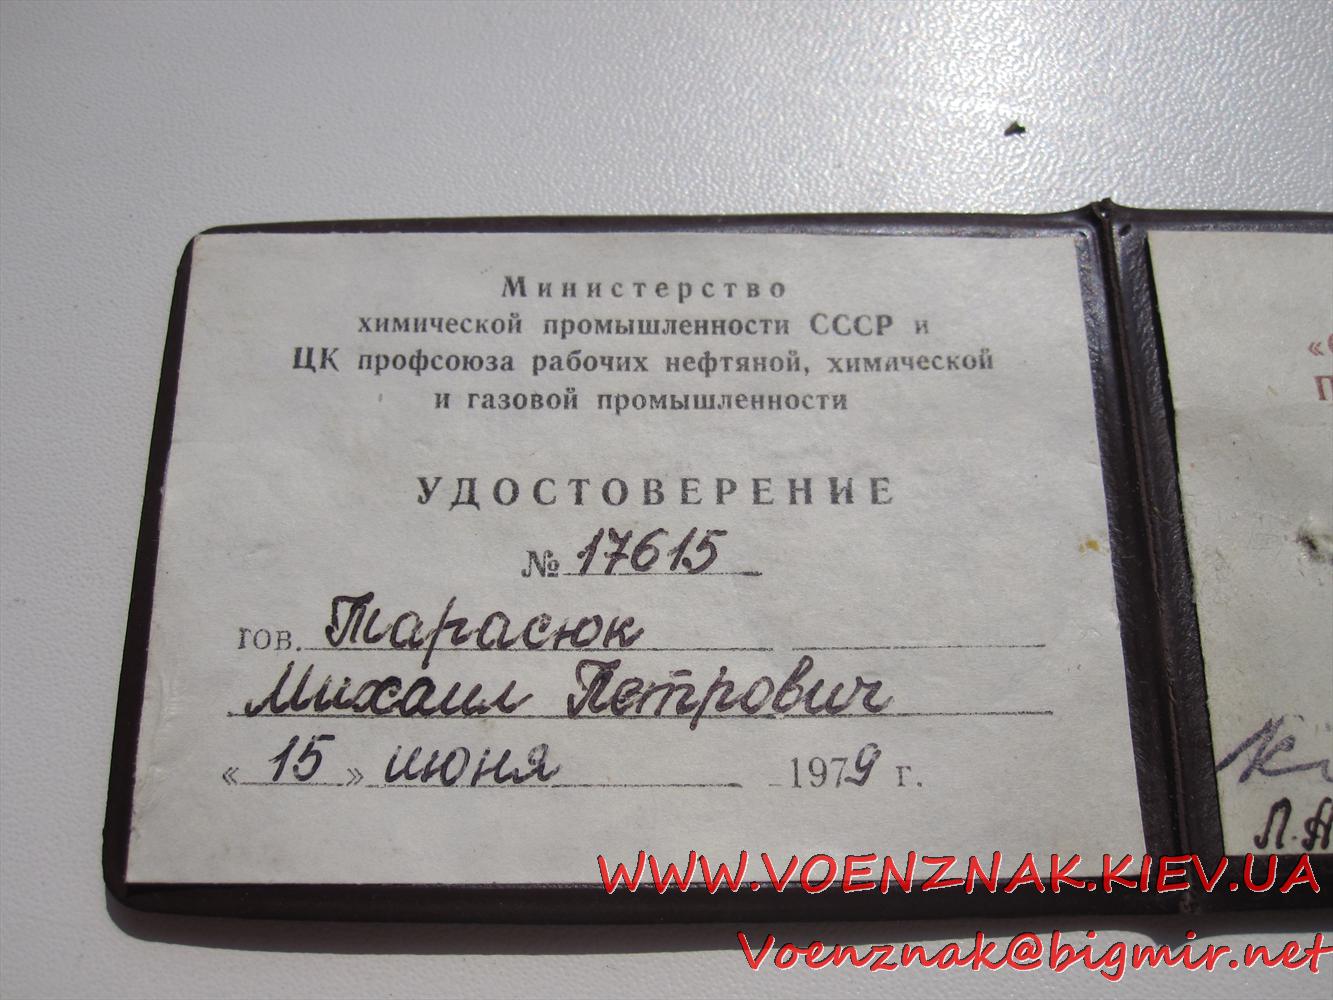 Министерство
химической промышленности СССР и
ЦК профсоюза рабочих нефтяной, химической
и газовой промышленности
УДОСТОВЕРЕНИЕ
№ 17615
тов. Тарасюк
Михаил Петрович
« 15 » июня 1979 г.
Л.
WWW.VOENZNAK.KIEV.UA
Voenznak@bigmir.net